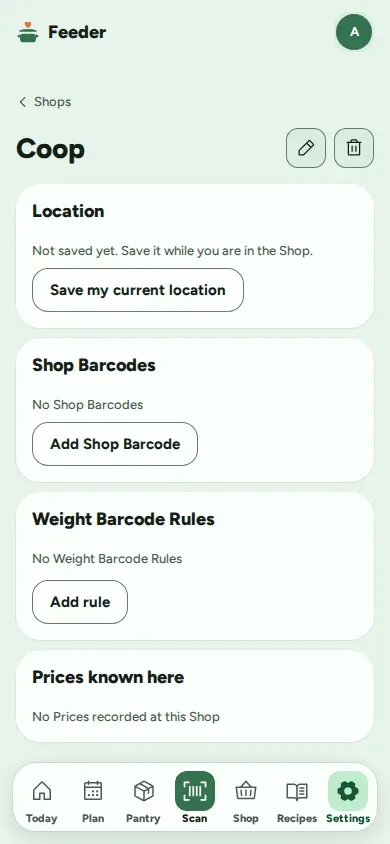 Feeder
A
Shops
Coop
Location
Not saved yet. Save it while you are in the Shop.
Save my current location
Shop Barcodes
No Shop Barcodes
Add Shop Barcode
Weight Barcode Rules
No Weight Barcode Rules
Add rule
Prices known here
No Prices recorded at this Shop
Today Plan Pantry Scan Shop Recipes Settings